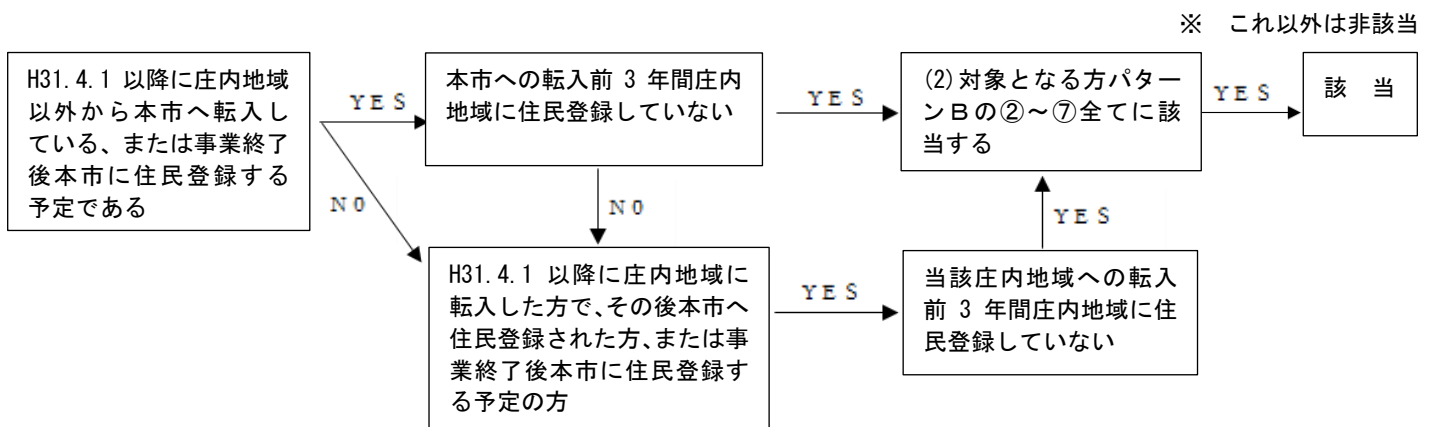 ※ これ以外は非該当
H31.4.1 以降に庄内地域
以外から本市へ転入し
ている、または事業終了
後本市に住民登録する
予定である
YES
NO
本市への転入前 3 年間庄内
地域に住民登録していない
YES
NO
(2)対象となる方パター
ンBの②~⑦全てに該
当する
YES
該 当
H31.4.1 以降に庄内地域に
転入した方で、その後本市へ
住民登録された方、または事
業終了後本市に住民登録す
る予定の方
YES
当該庄内地域への転入
前 3 年間庄内地域に住
民登録していない
YES